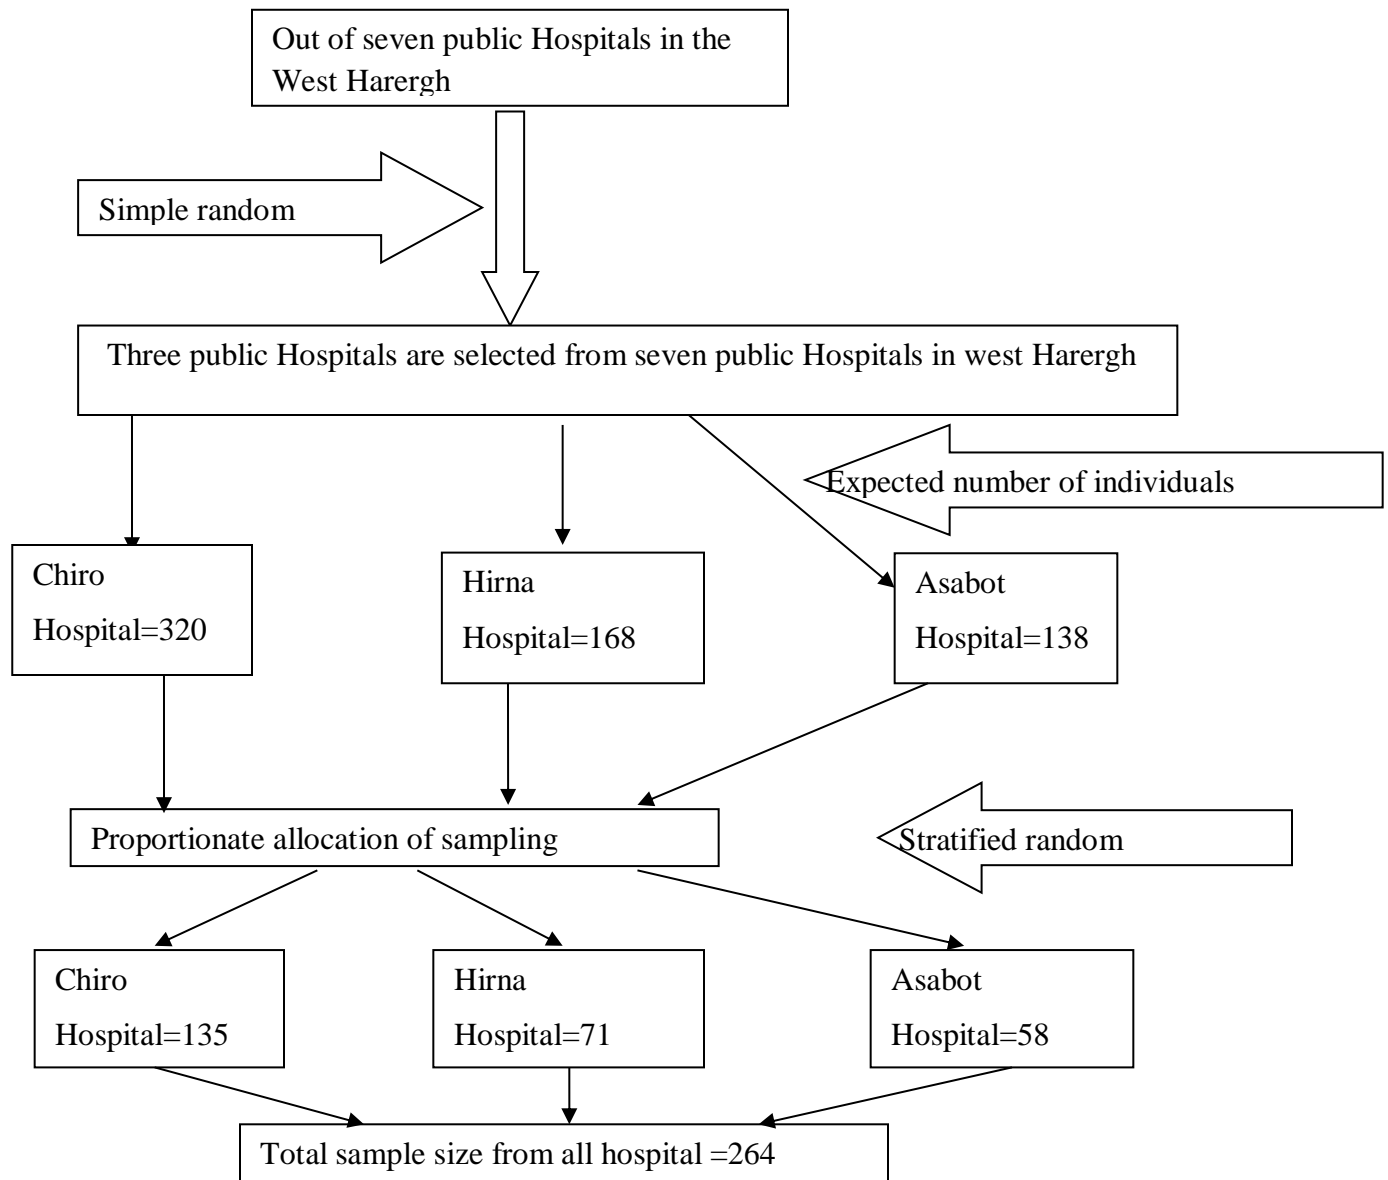 Out of seven public Hospitals in the
West Harergh
Simple random
Three public Hospitals are selected from seven public Hospitals in west Harergh
Expected number of individuals
Chiro
Hospital=320
Hirna
Hospital=168
Asabot
Hospital=138
Proportionate allocation of sampling
Stratified random
Chiro
Hospital=135
Hirna
Hospital=71
Asabot
Hospital=58
Total sample size from all hospital =264